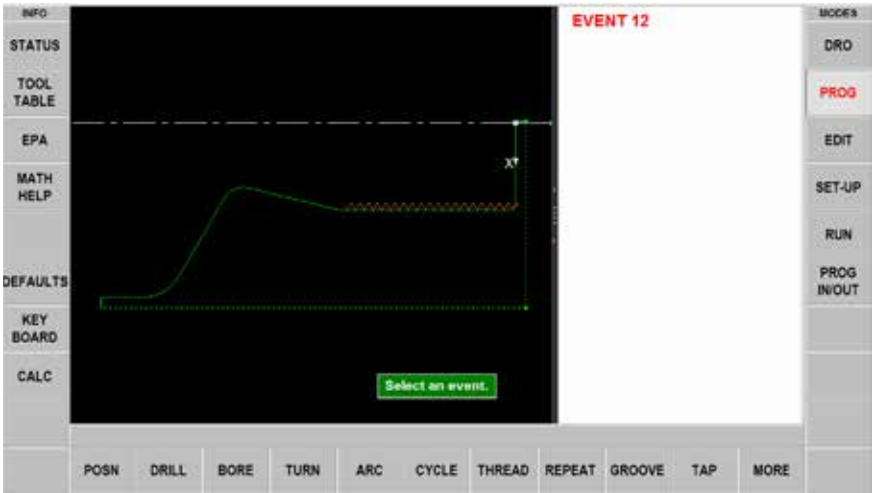 INFO
STATUS
TOOL
TABLE
EPA
MATH
HELP
DEFAULTS
KEY
BOARD
CALC
EVENT 12
X
Select an event.
MODES
DRO
PROG
EDIT
SET-UP
RUN
PROG
IN/OUT
POSN DRILL BORE TURN ARC CYCLE THREAD REPEAT GROOVE TAP MORE